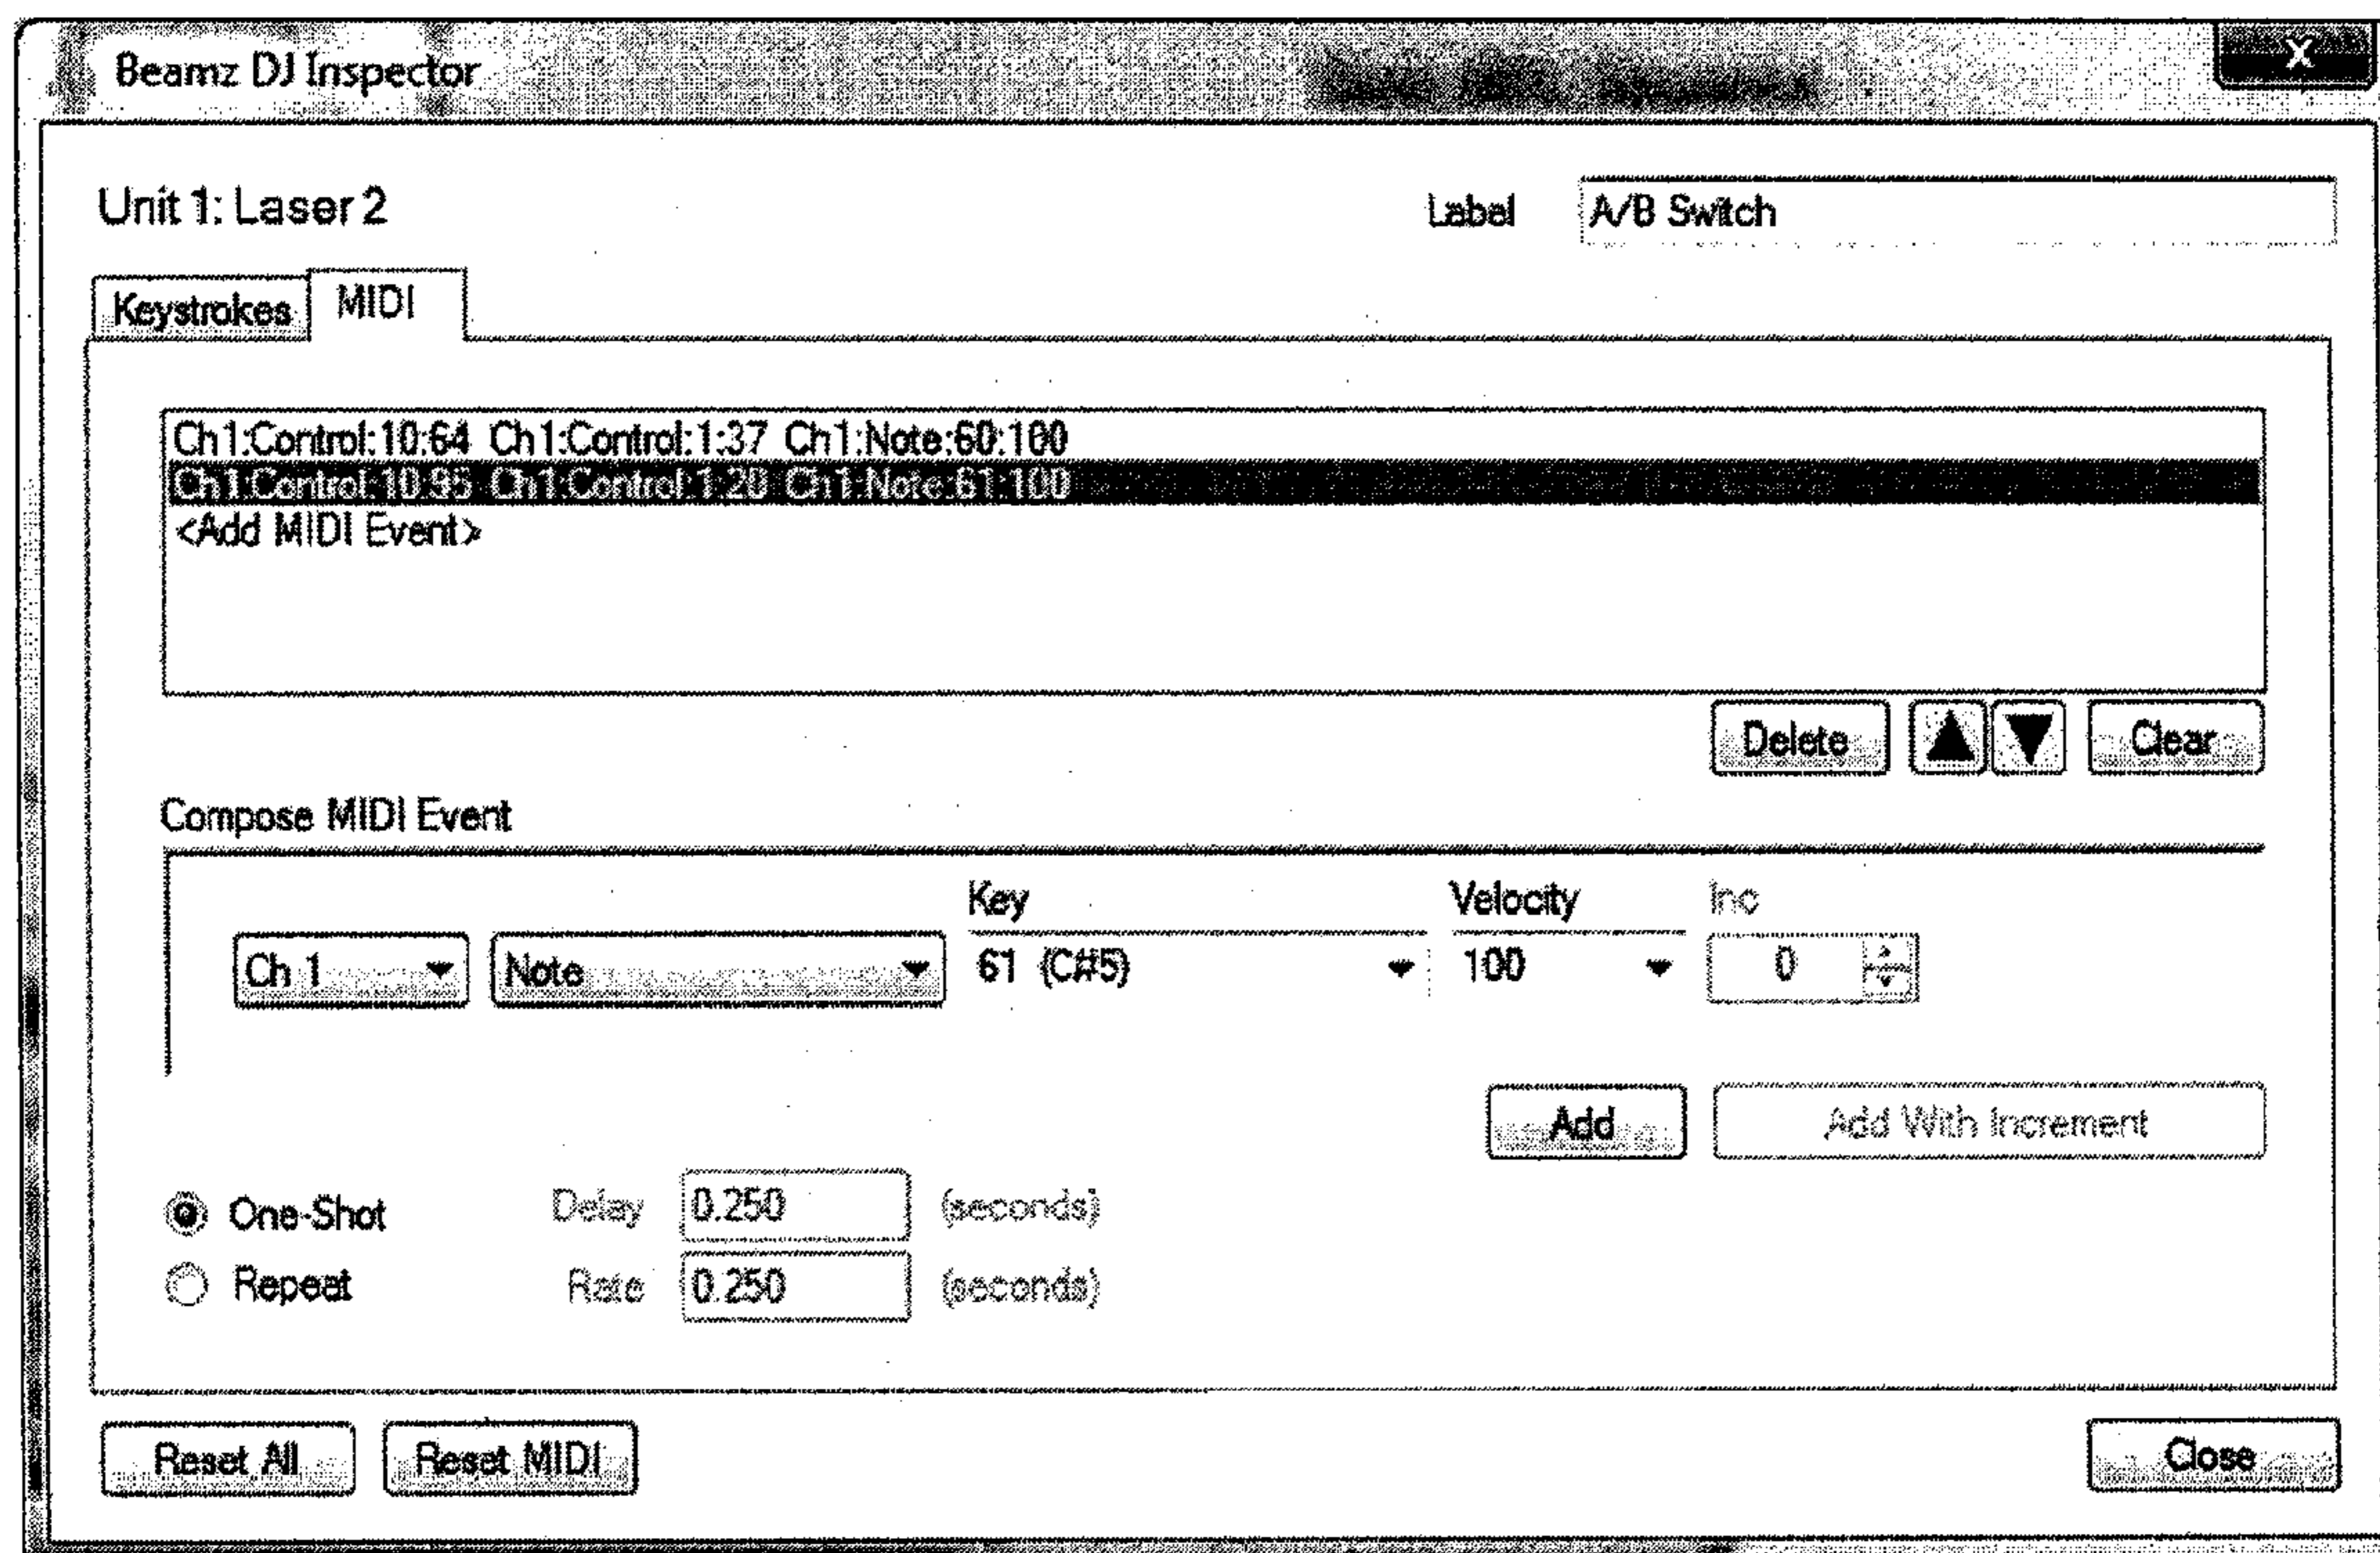 Beamz DJ Inspector
X
Unit 1: Laser 2
Label A/B Switch
Keystrokes MIDI
Ch1:Control:10:64 Ch1:Control:1:37 Ch1:Note:60:100
Ch1:Control:10:95 Ch1:Control:1:20 Ch1:Note:61:100
<Add MIDI Event>
Delete ▲ ▼ Clear
Compose MIDI Event
Key Velocity Inc
Ch 1 Note 61 (C#5) 100 0
Add Add With Increment
One-Shot Delay 0.250 (seconds)
Repeat Rate 0.250 (seconds)
Reset All Reset MIDI Close